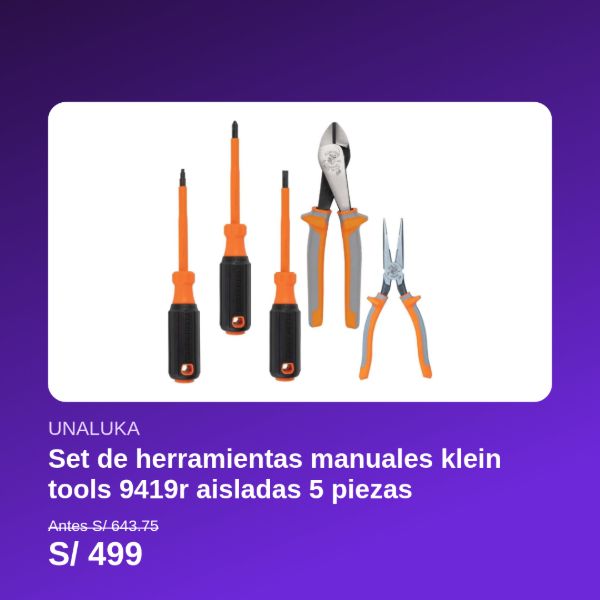 UNALUKA
Set de herramientas manuales klein
tools 9419r aisladas 5 piezas
Antes S/ 643.75
S/ 499